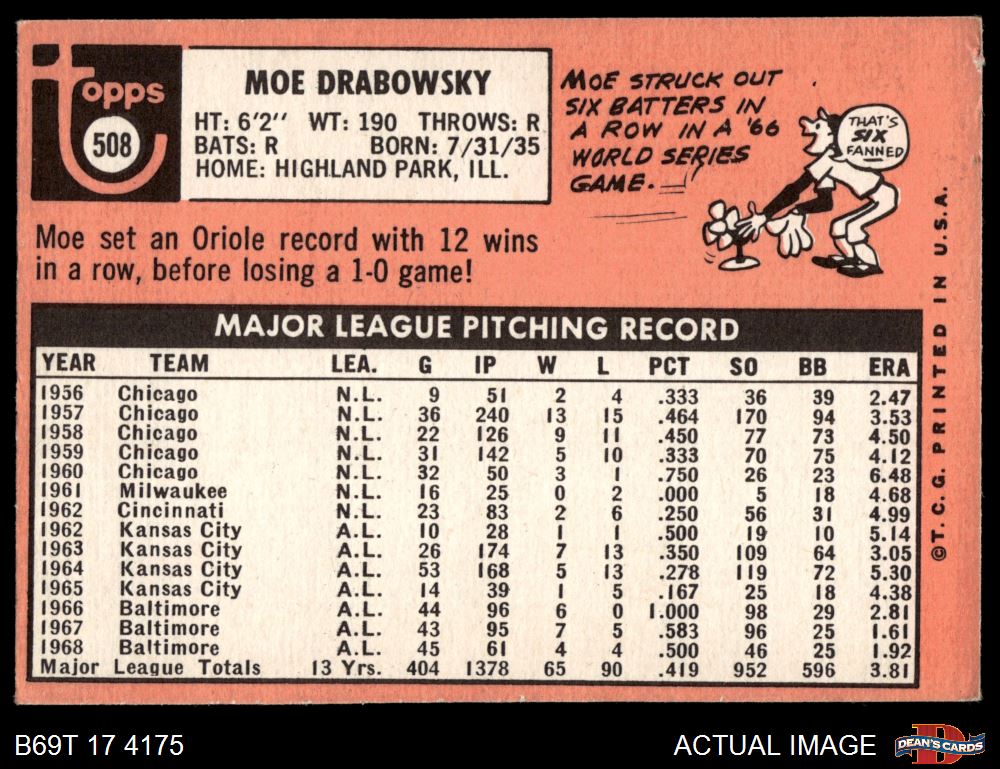 Topps
508
MOE DRABOWSKY
HT: 6'2" WT: 190 THROWS: R
BATS: R BORN: 7/31/35
HOME: HIGHLAND PARK, ILL.
MOE STRUCK OUT
SIX BATTERS IN
A ROW IN A '66
WORLD SERIES
GAME.
THAT'S
SIX
FANNED
Moe set an Oriole record with 12 wins
in a row, before losing a 1-0 game!
MAJOR LEAGUE PITCHING RECORD
YEAR TEAM LEA. G IP W L PCT SO BB ERA
1956 Chicago N.L. 9 51 2 4 .333 36 39 2.47
1957 Chicago N.L. 36 240 13 15 .464 170 94 3.53
1958 Chicago N.L. 22 126 9 11 .450 77 73 4.50
1959 Chicago N.L. 31 142 5 10 .333 70 75 4.12
1960 Chicago N.L. 32 50 3 1 .750 26 23 6.48
1961 Milwaukee N.L. 16 25 0 2 .000 5 18 4.68
1962 Cincinnati N.L. 23 83 2 6 .250 56 31 4.99
1962 Kansas City A.L. 10 28 1 1 .500 19 10 5.14
1963 Kansas City A.L. 26 174 7 13 .350 109 64 3.05
1964 Kansas City A.L. 53 168 5 13 .278 119 72 5.30
1965 Kansas City A.L. 14 39 1 5 .167 25 18 4.38
1966 Baltimore A.L. 44 96 6 0 1.000 98 29 2.81
1967 Baltimore A.L. 43 95 7 5 .583 96 25 1.61
1968 Baltimore A.L. 45 61 4 4 .500 46 25 1.92
Major League Totals 13 Yrs. 404 1378 65 90 .419 952 596 3.81
©T. C. G. PRINTED IN U.S.A.
B69T 17 4175
ACTUAL IMAGE
DEAN'S CARDS